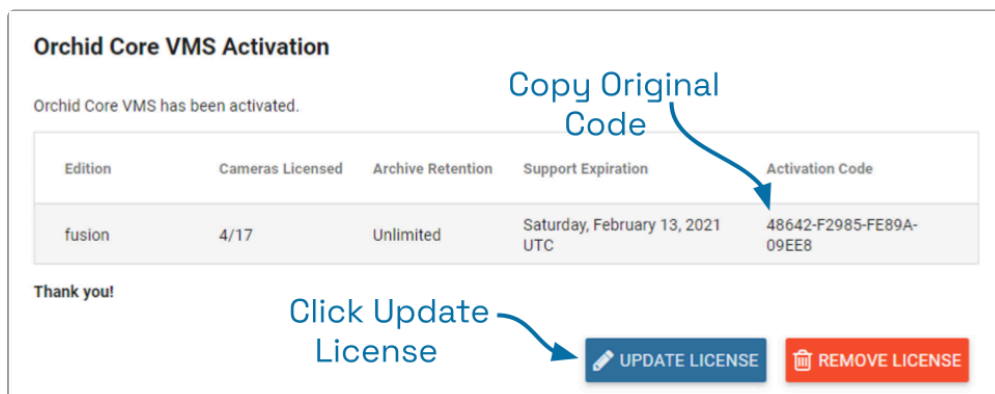 Orchid Core VMS Activation
Copy Original
Code
Orchid Core VMS has been activated.
Edition Cameras Licensed Archive Retention Support Expiration Activation Code
fusion 4/17 Unlimited Saturday, February 13, 2021 48642-F2985-FE89A-
UTC 09EE8
Thank you!
Click Update
License
UPDATE LICENSE REMOVE LICENSE